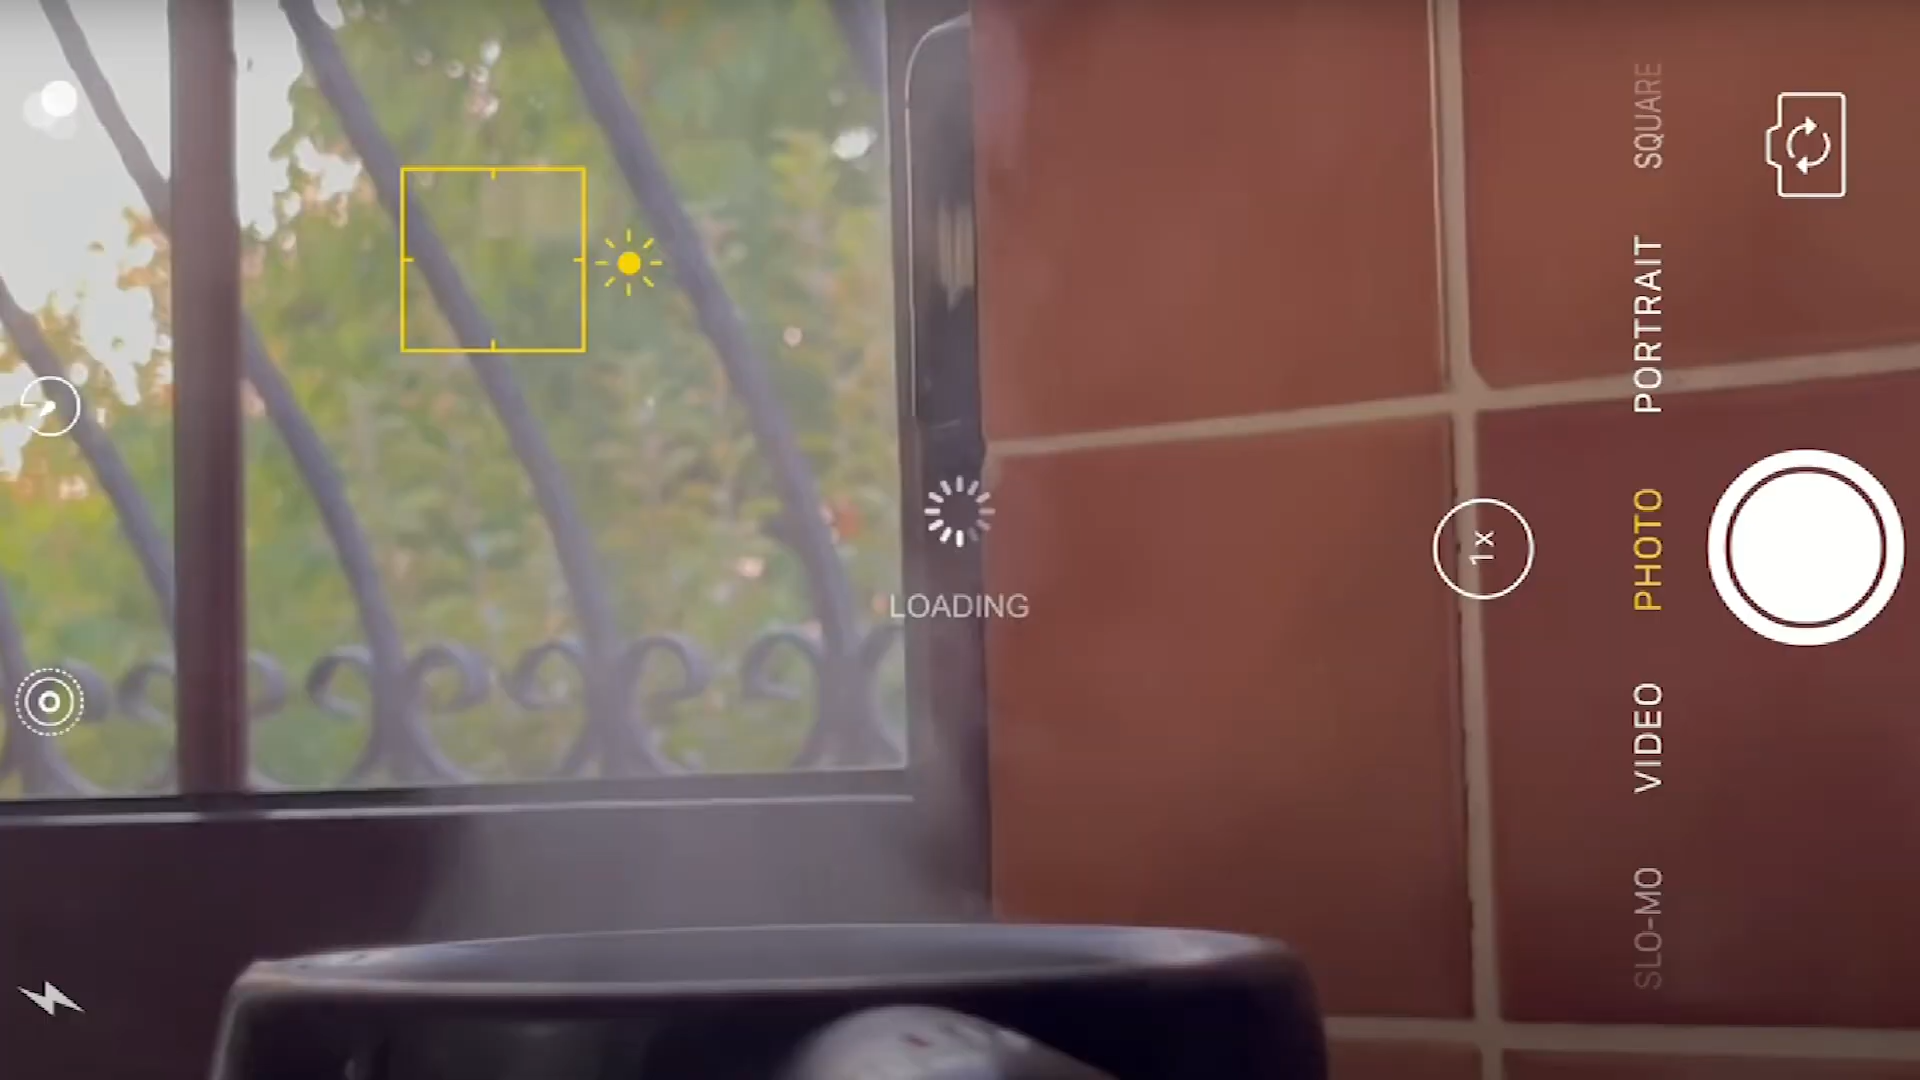 SQUARE
PORTRAIT
PHOTO
VIDEO
SLO-MO
1x
LOADING